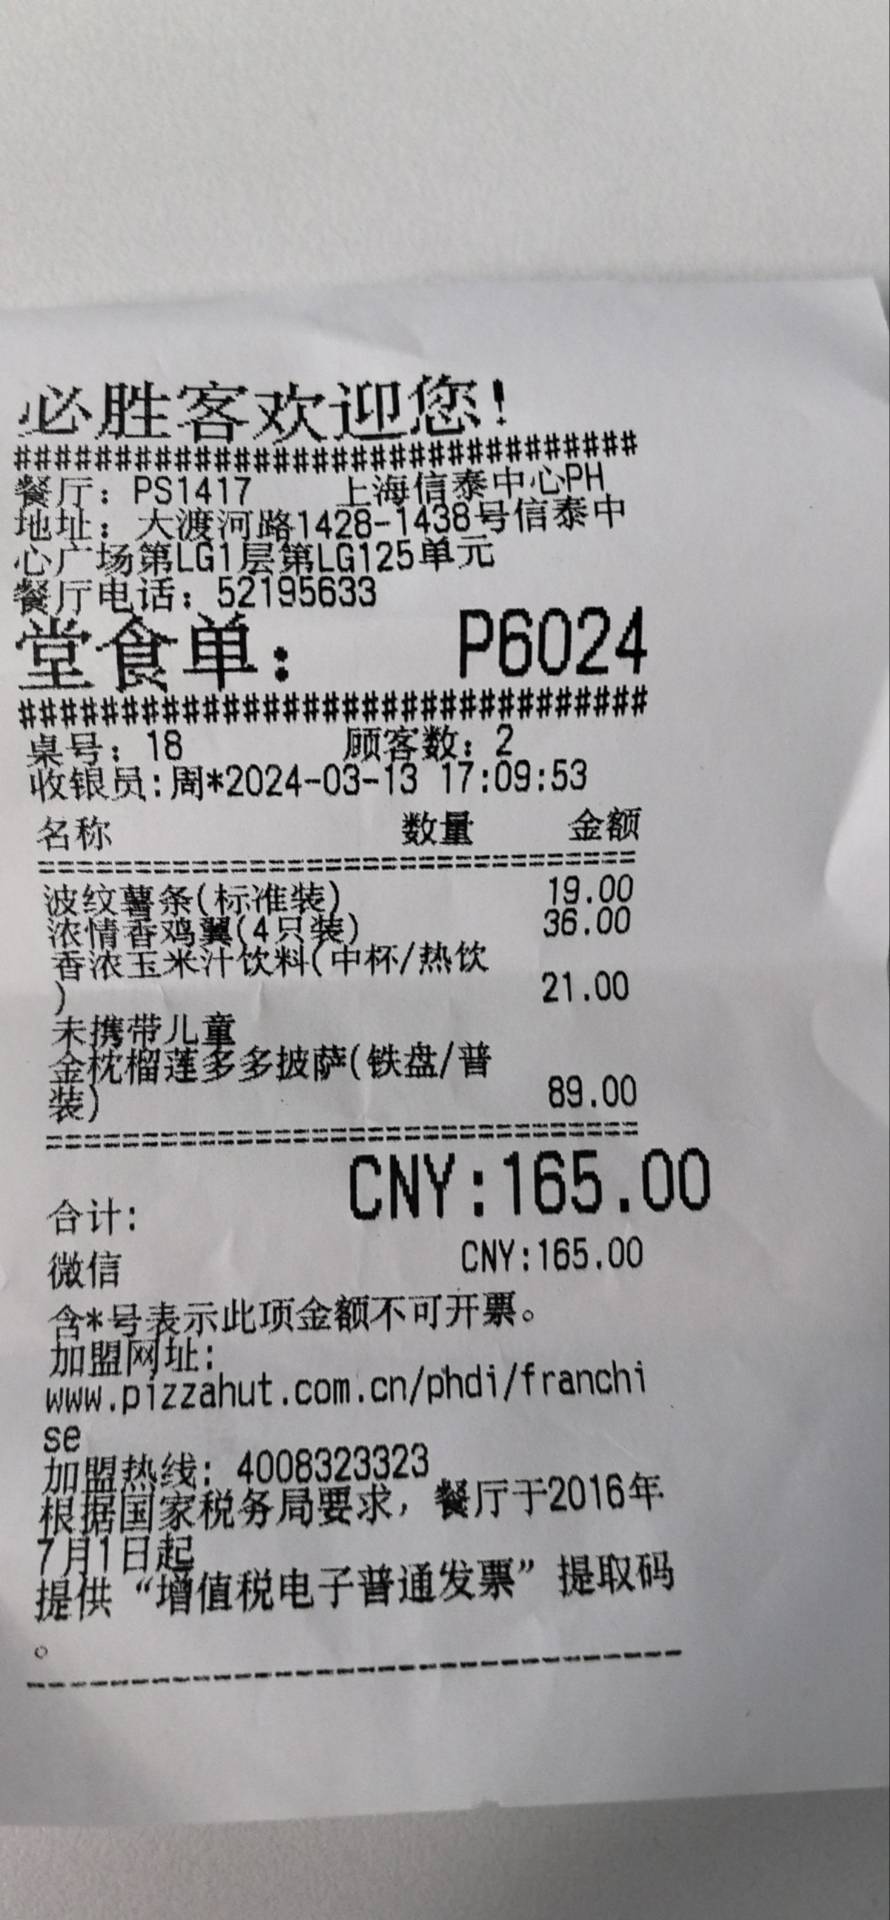 必胜客欢迎您!
###############################
餐厅: PS1417 上海信泰中心PH
地址: 大渡河路1428-1438号信泰中
心广场第LG1层第LG125单元
餐厅电话: 52195633
堂食单: P6024
###############################
桌号: 18 顾客数: 2
收银员:周*2024-03-13 17:09:53
名称 数量 金额
===============================
波纹薯条(标准装) 19.00
浓情香鸡翼(4只装) 36.00
香浓玉米汁饮料(中杯/热饮
) 21.00
未携带儿童
金枕榴莲多多披萨(铁盘/普
装) 89.00
===============================
合计: CNY:165.00
微信 CNY:165.00
含*号表示此项金额不可开票。
加盟网址:
www.pizzahut.com.cn/phdi/franchi
se
加盟热线: 4008323323
根据国家税务局要求，餐厅于2016年
7月1日起
提供“增值税电子普通发票”提取码
。
--------------------------------